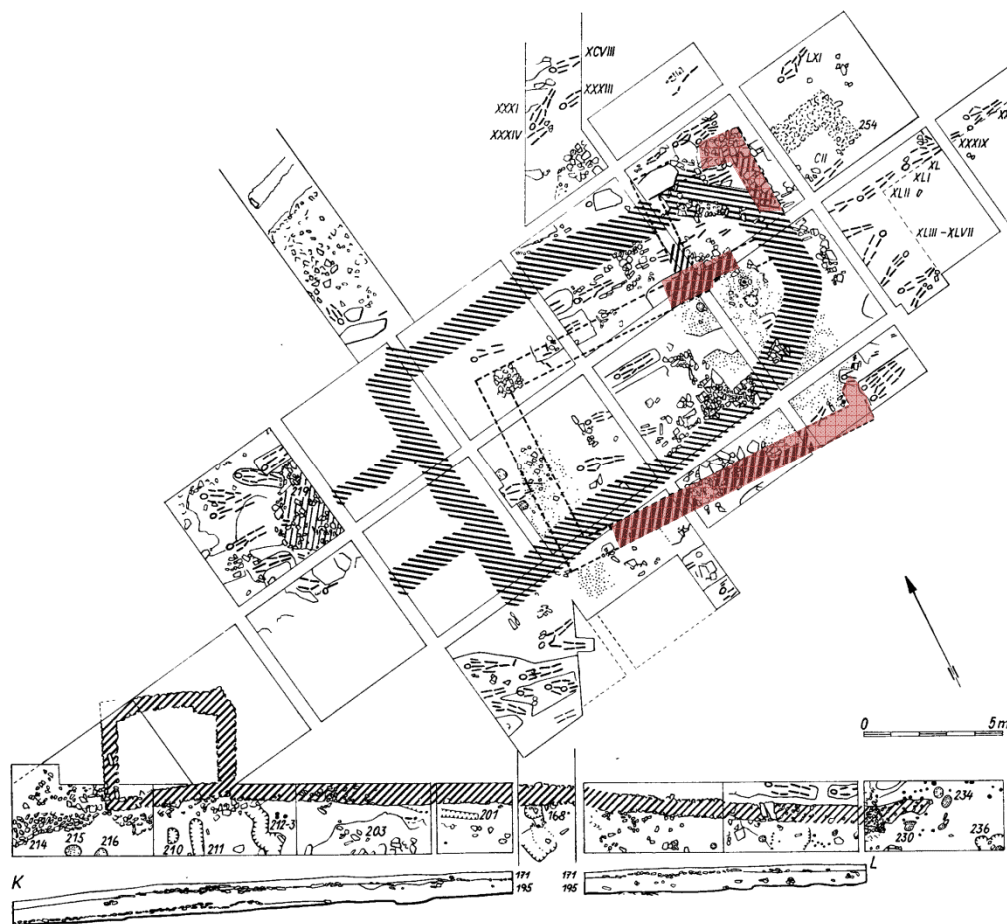 XCVIII
LXI
XXXIII
XXXI
XXXIV
254
CII
XXXIX
XL
XLI
XLII
XLIII – XLVII
219
0 5m
214
215
216
210
211
212-3
203
201
168
234
230
236
K
171
195
171
195
L